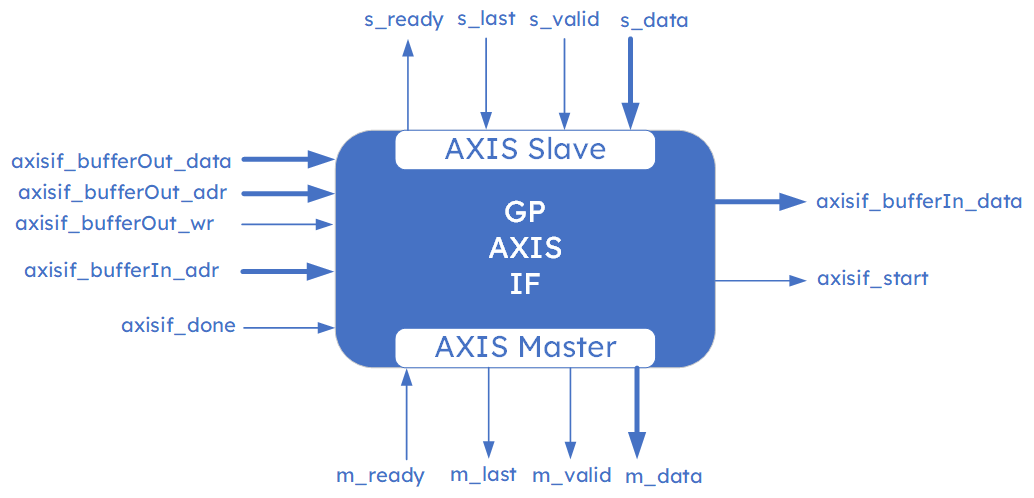 s_ready s_last s_valid s_data
AXIS Slave
axisif_bufferOut_data
axisif_bufferOut_adr
axisif_bufferOut_wr
axisif_bufferIn_adr
axisif_done
GP
AXIS
IF
axisif_bufferIn_data
axisif_start
AXIS Master
m_ready m_last m_valid m_data